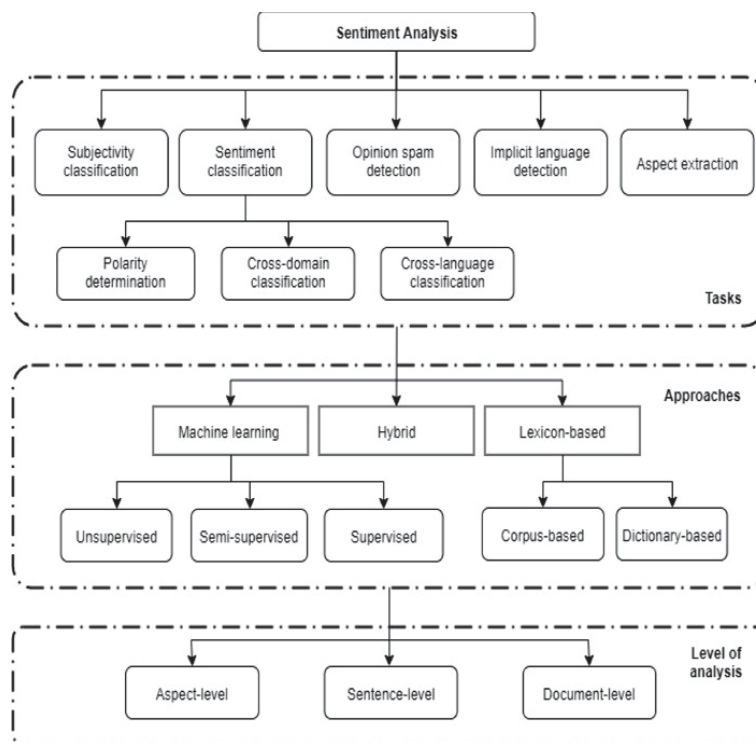 Sentiment Analysis
Subjectivity
classification
Sentiment
classification
Opinion spam
detection
Implicit language
detection
Aspect extraction
Polarity
determination
Cross-domain
classification
Cross-language
classification
Tasks
Approaches
Machine learning
Hybrid
Lexicon-based
Unsupervised
Semi-supervised
Supervised
Corpus-based
Dictionary-based
Level of
analysis
Aspect-level
Sentence-level
Document-level